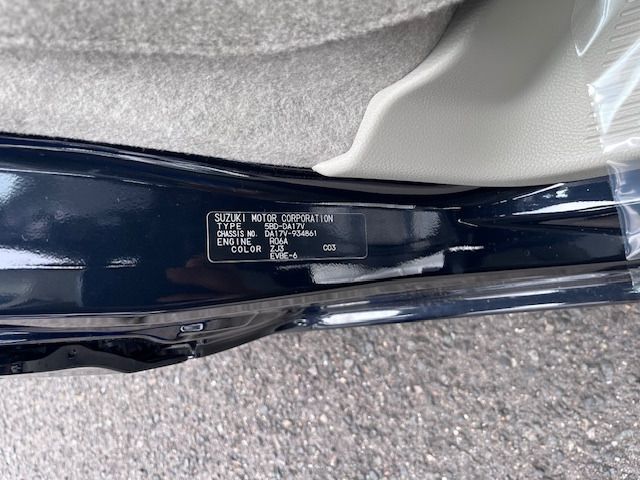 SUZUKI MOTOR CORPORATION
TYPE 5BD-DA17V
CHASSIS NO. DA17V-934861
ENGINE R06A
COLOR ZJ3 C03
EVBE-6